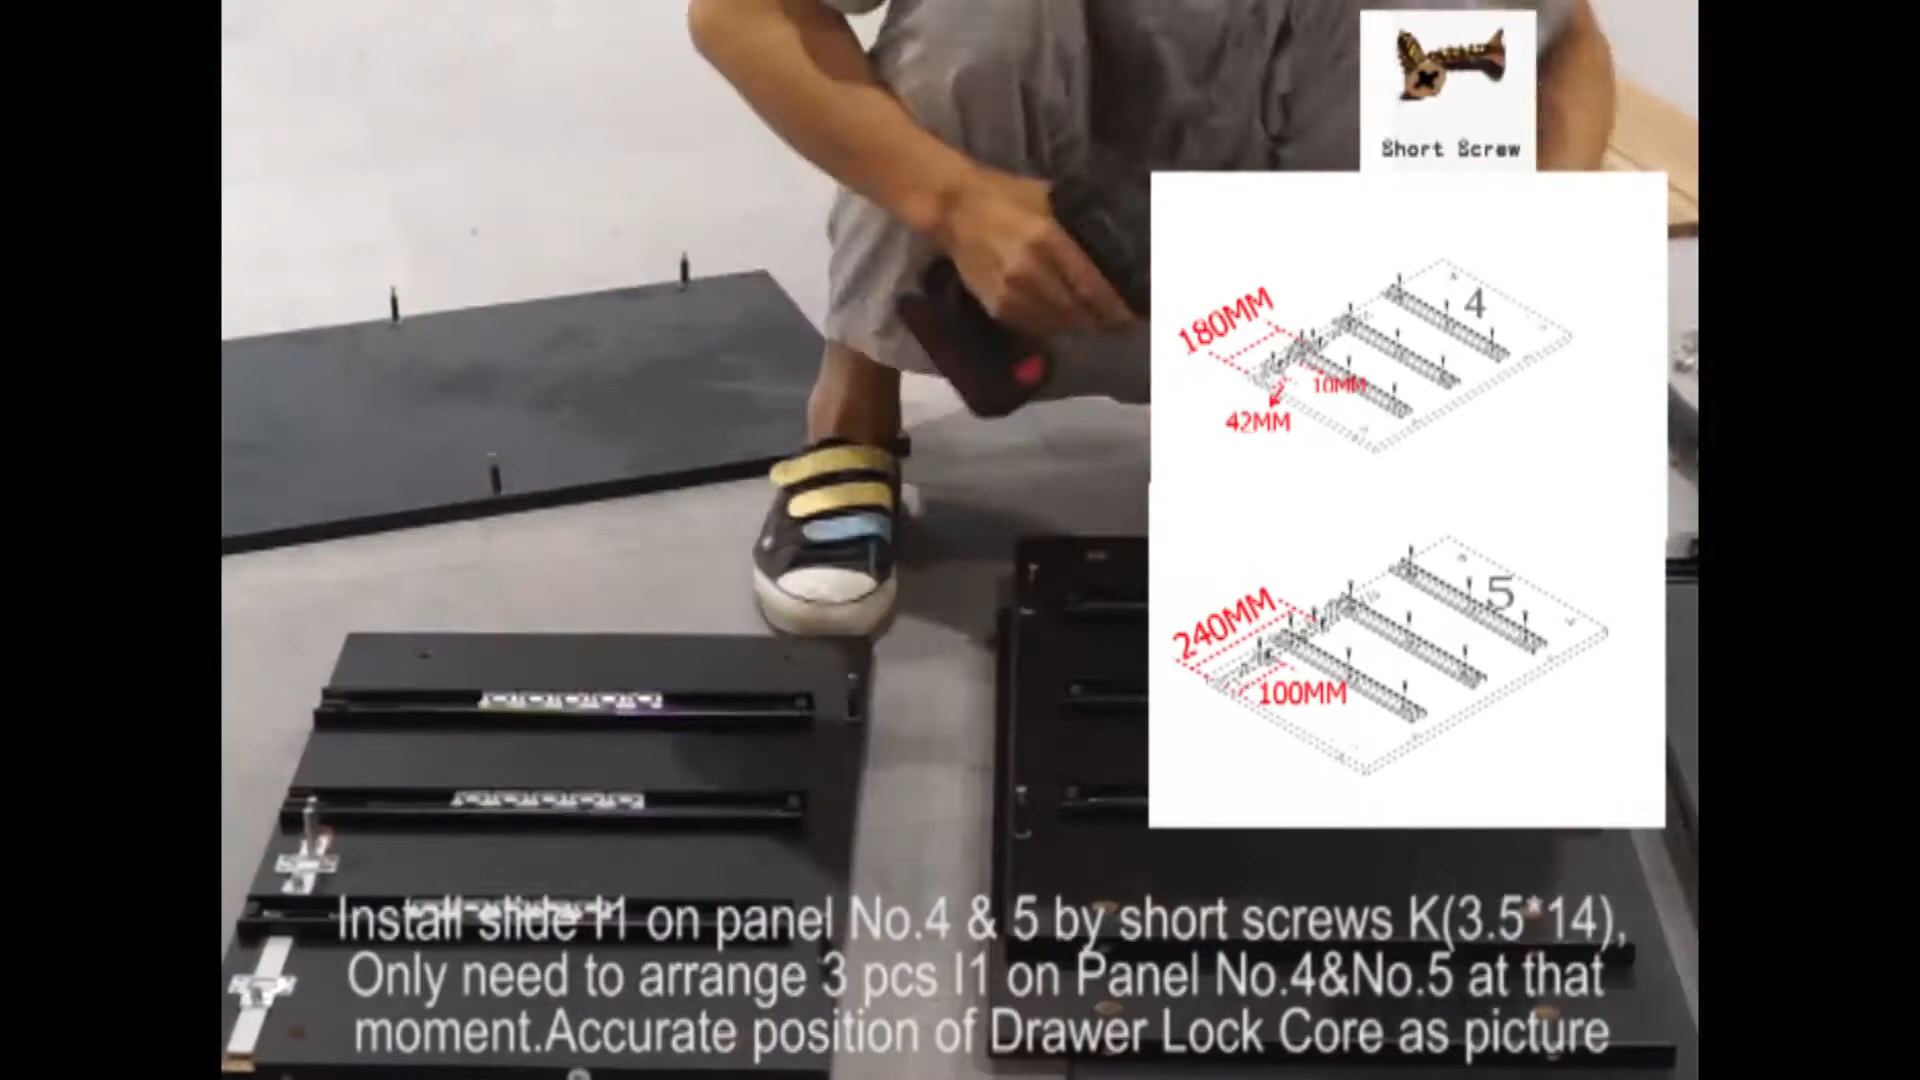 Short Screw
4
180MM
10MM
42MM
5
240MM
100MM
Install slide I1 on panel No.4 & 5 by short screws K(3.5*14),
Only need to arrange 3 pcs I1 on Panel No.4&No.5 at that
moment.Accurate position of Drawer Lock Core as picture